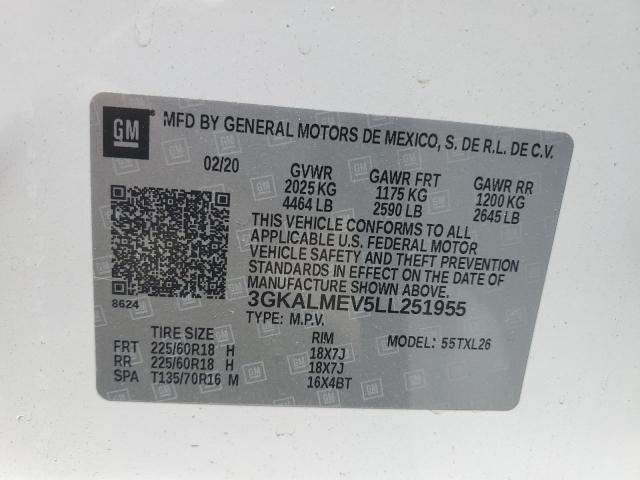 GM MFD BY GENERAL MOTORS DE MEXICO, S. DE R.L. DE C.V.
02/20 GVWR GAWR FRT GAWR RR
2025 KG 1175 KG 1200 KG
4464 LB 2590 LB 2645 LB
THIS VEHICLE CONFORMS TO ALL
APPLICABLE U.S. FEDERAL MOTOR
VEHICLE SAFETY AND THEFT PREVENTION
STANDARDS IN EFFECT ON THE DATE OF
MANUFACTURE SHOWN ABOVE.
8624 3GKALMEV5LL251955
TYPE: M.P.V.
TIRE SIZE RIM MODEL: 55TXL26
FRT 225/60R18 H 18X7J
RR 225/60R18 H 18X7J
SPA T135/70R16 M 16X4BT